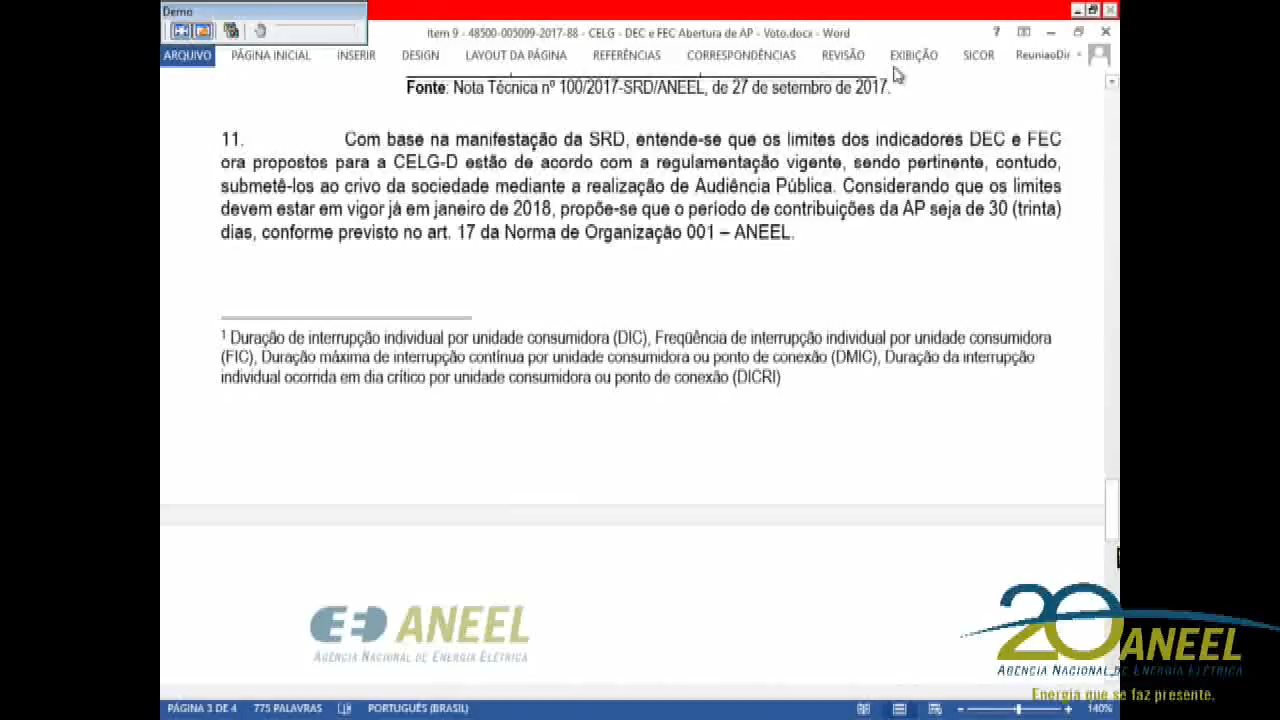 Demo
Item 9 - 48500-005099-2017-88 - CELG - DEC e FEC Abertura de AP - Voto.docx - Word
ARQUIVO PÁGINA INICIAL INSERIR DESIGN LAYOUT DA PÁGINA REFERÊNCIAS CORRESPONDÊNCIAS REVISÃO EXIBIÇÃO SICOR ReuniaoDir
Fonte: Nota Técnica nº 100/2017-SRD/ANEEL, de 27 de setembro de 2017.
11. Com base na manifestação da SRD, entende-se que os limites dos indicadores DEC e FEC
ora propostos para a CELG-D estão de acordo com a regulamentação vigente, sendo pertinente, contudo,
submetê-los ao crivo da sociedade mediante a realização de Audiência Pública. Considerando que os limites
devem estar em vigor já em janeiro de 2018, propõe-se que o período de contribuições da AP seja de 30 (trinta)
dias, conforme previsto no art. 17 da Norma de Organização 001 – ANEEL.
1 Duração de interrupção individual por unidade consumidora (DIC), Freqüência de interrupção individual por unidade consumidora
(FIC), Duração máxima de interrupção contínua por unidade consumidora ou ponto de conexão (DMIC), Duração da interrupção
individual ocorrida em dia crítico por unidade consumidora ou ponto de conexão (DICRI)
ANEEL
AGÊNCIA NACIONAL DE ENERGIA ELÉTRICA
20 ANEEL
AGÊNCIA NACIONAL DE ENERGIA ELÉTRICA
Energia que se faz presente.
PÁGINA 3 DE 4 775 PALAVRAS PORTUGUÊS (BRASIL) 140%